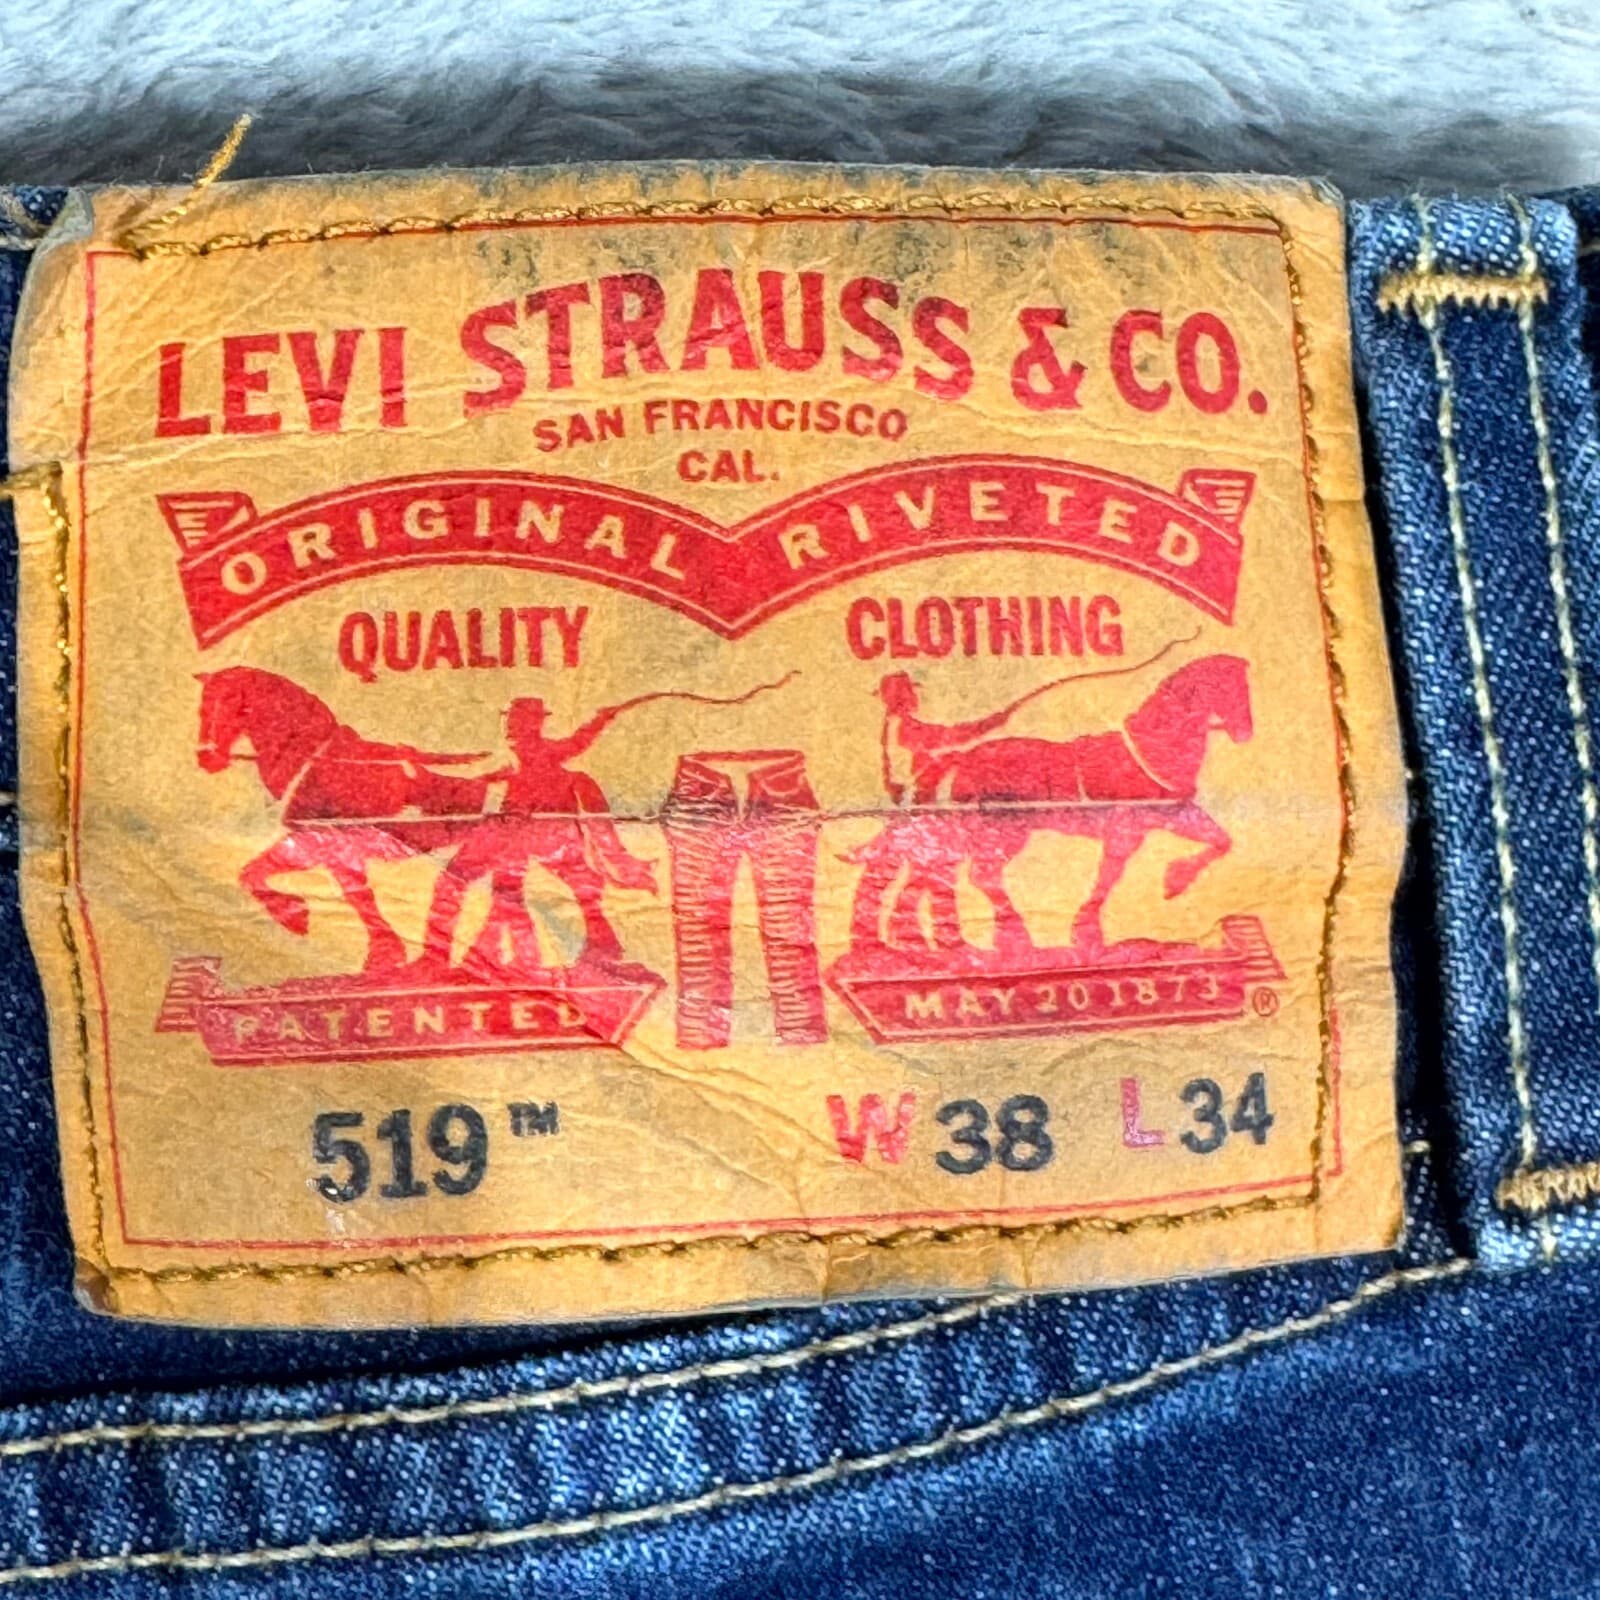 LEVI STRAUSS & CO.
SAN FRANCISCO
CAL.
ORIGINAL RIVETED
QUALITY CLOTHING
PATENTED MAY 20 1873 ®
519™ W 38 L 34